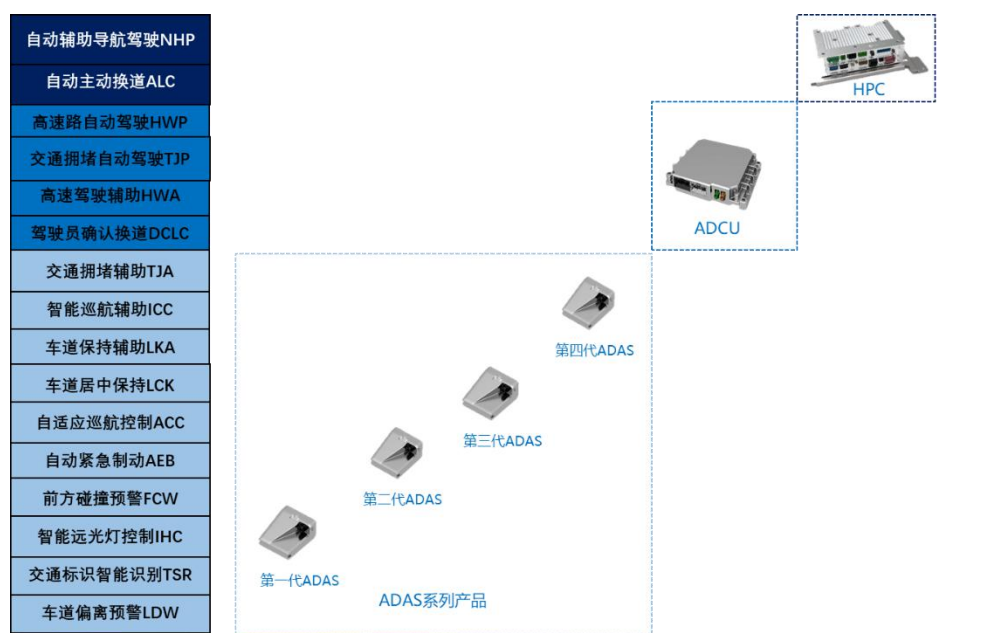 自动辅助导航驾驶NHP
自动主动换道ALC
高速路自动驾驶HWP
交通拥堵自动驾驶TJP
高速驾驶辅助HWA
驾驶员确认换道DCLC
交通拥堵辅助TJA
智能巡航辅助ICC
车道保持辅助LKA
车道居中保持LCK
自适应巡航控制ACC
自动紧急制动AEB
前方碰撞预警FCW
智能远光灯控制IHC
交通标识智能识别TSR
车道偏离预警LDW
HPC
ADCU
第四代ADAS
第三代ADAS
第二代ADAS
第一代ADAS
ADAS系列产品